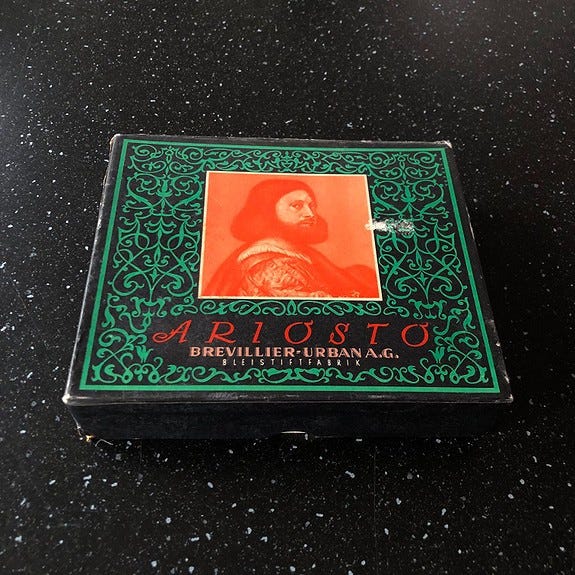 ARIOSTO
BREVILLIER-URBAN A.G.
BLEISTIFTFABRIK